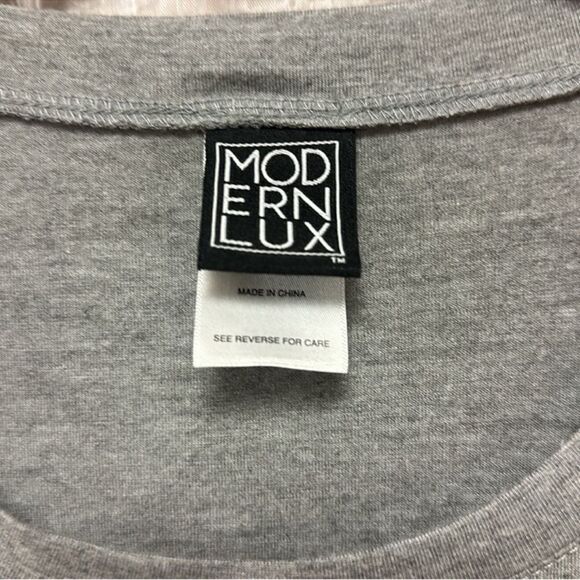 MOD
ERN
LUX
TM
MADE IN CHINA
SEE REVERSE FOR CARE